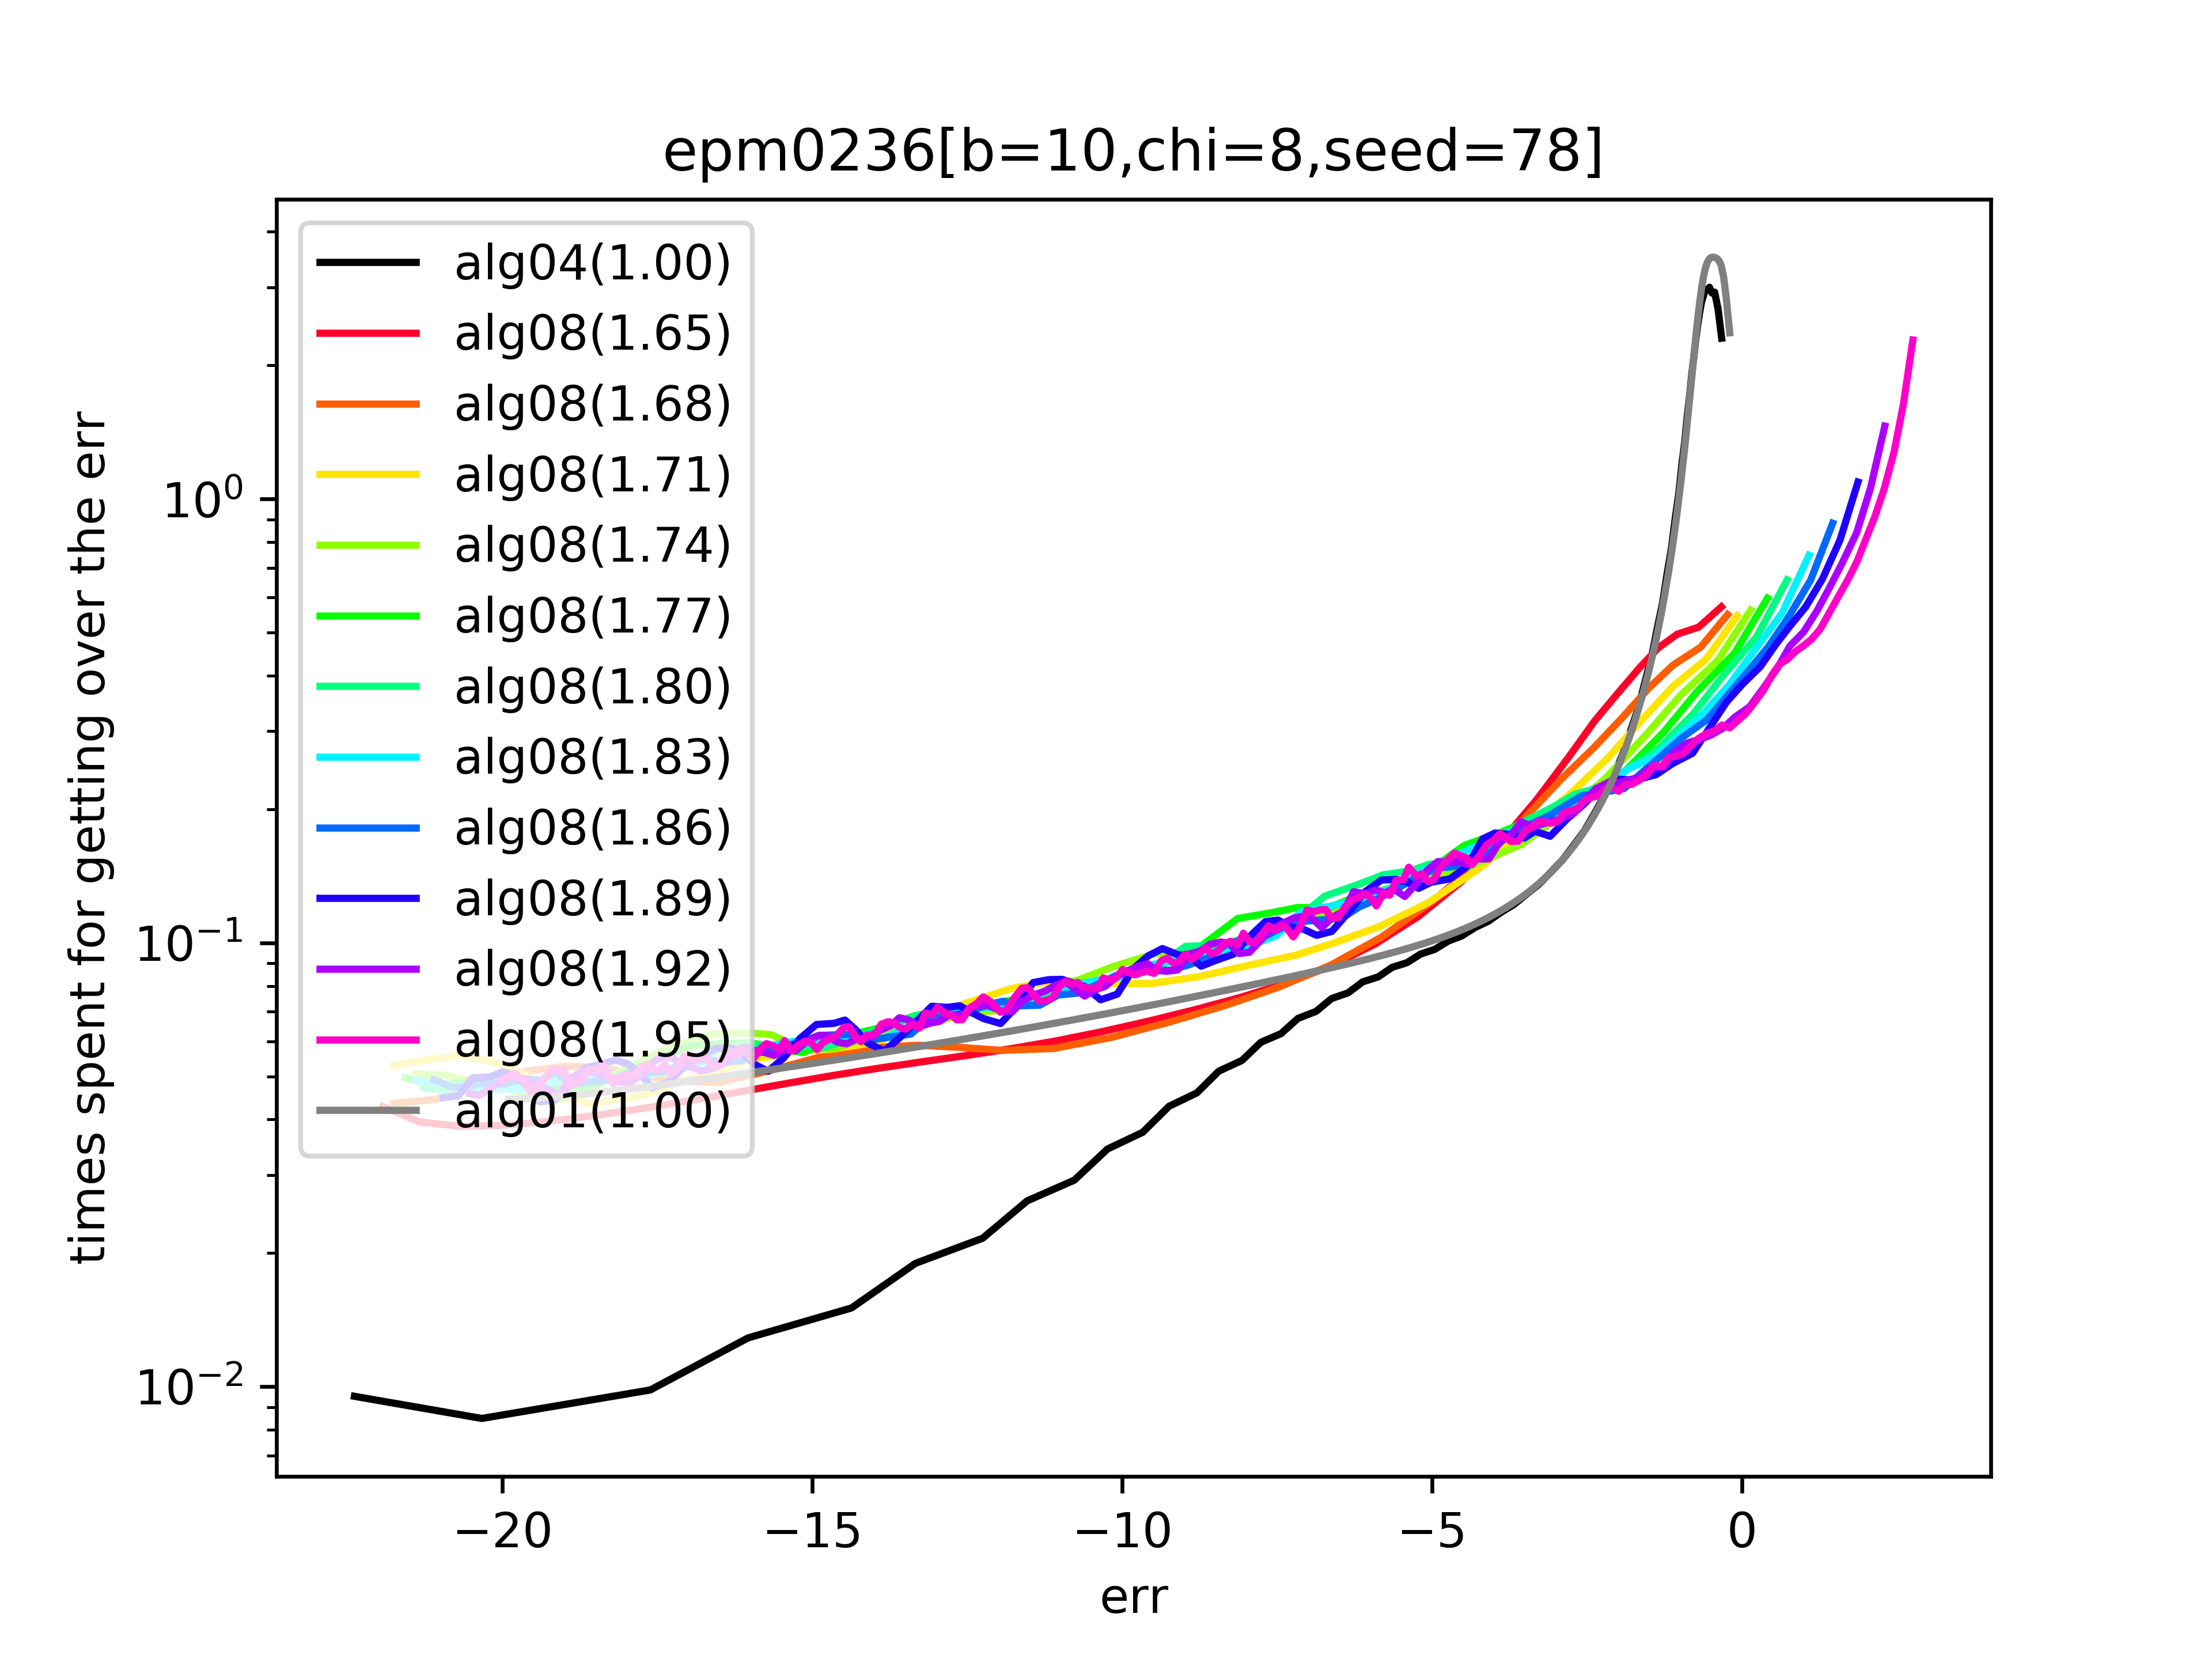 epm0236[b=10,chi=8,seed=78]
times spent for getting over the err
10⁰
10⁻¹
10⁻²
alg04(1.00)
alg08(1.65)
alg08(1.68)
alg08(1.71)
alg08(1.74)
alg08(1.77)
alg08(1.80)
alg08(1.83)
alg08(1.86)
alg08(1.89)
alg08(1.92)
alg08(1.95)
alg01(1.00)
−20 −15 −10 −5 0
err